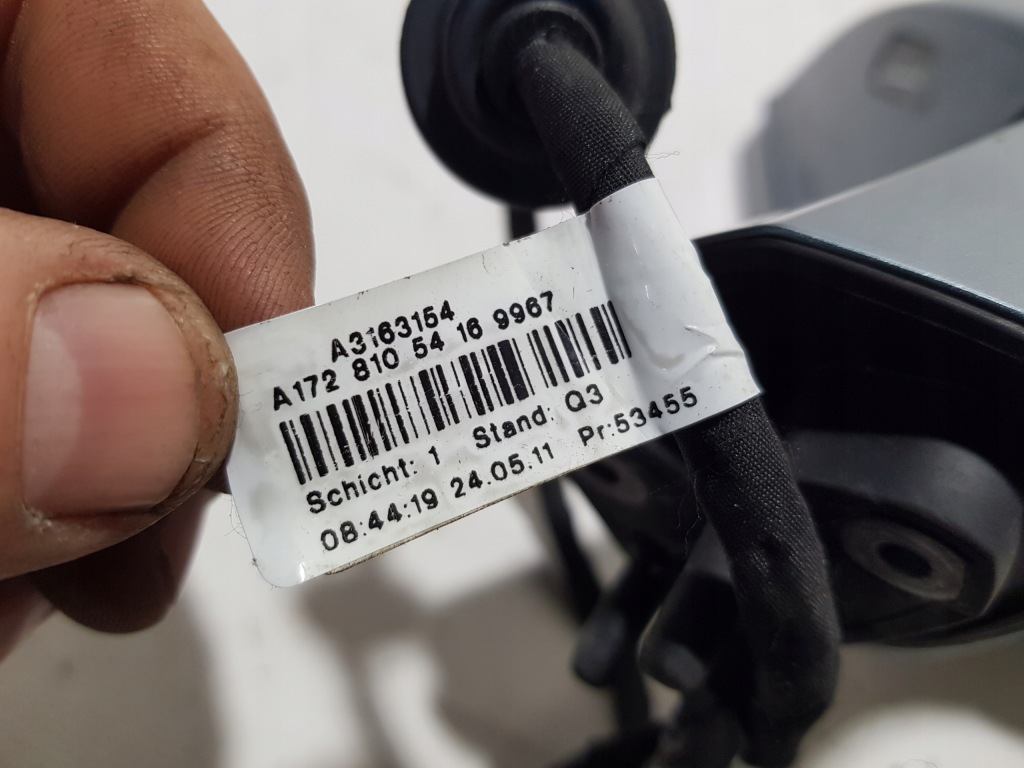 A3163154
A172 810 54 16 9967
Schicht: 1 Stand: Q3
08:44:19 24.05.11 Pr:53455